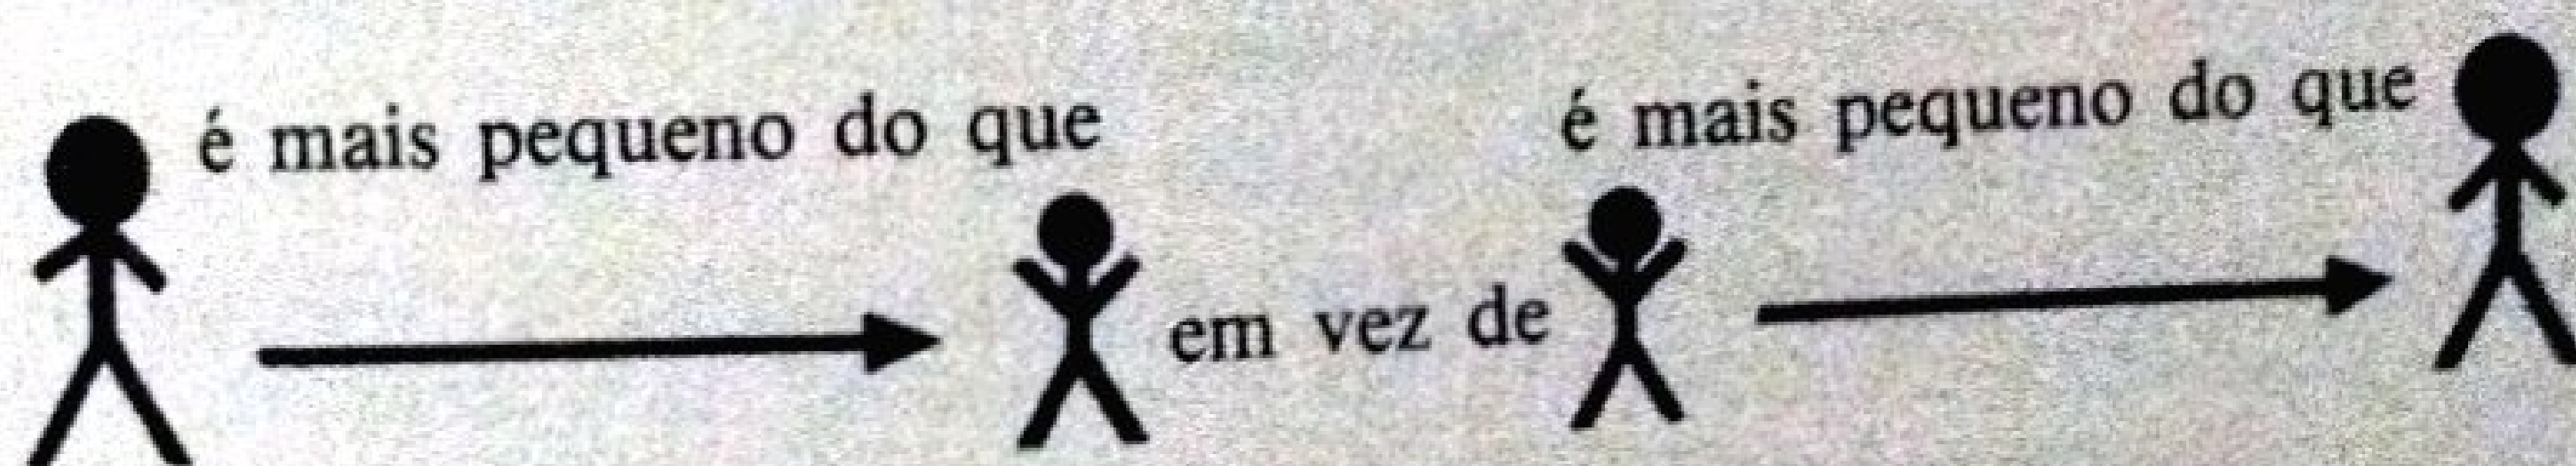 é mais pequeno do que
em vez de
é mais pequeno do que